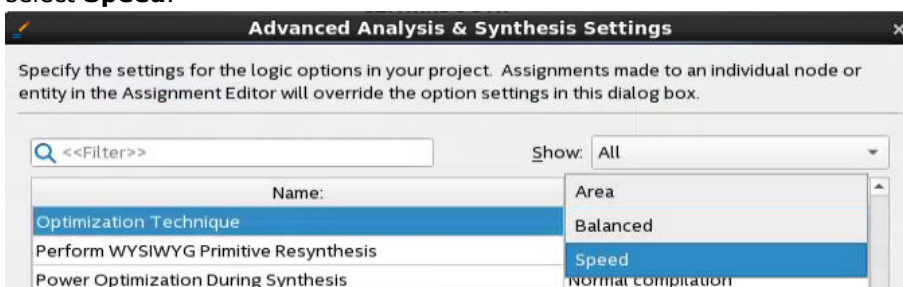 select Speed.
Advanced Analysis & Synthesis Settings
Specify the settings for the logic options in your project. Assignments made to an individual node or
entity in the Assignment Editor will override the option settings in this dialog box.
<<Filter>>
Show: All
Name:
Area
Optimization Technique
Balanced
Perform WYSIWYG Primitive Resynthesis
Speed
Power Optimization During Synthesis
Normal compilation